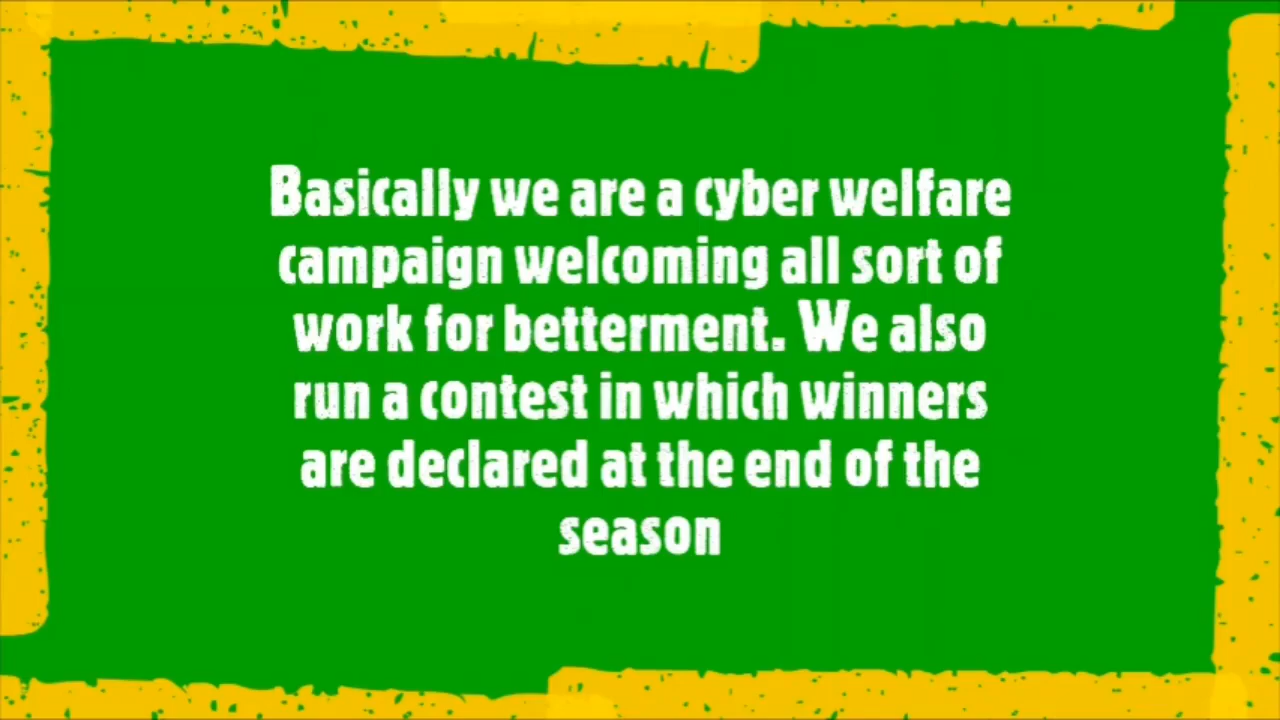 Basically we are a cyber welfare
campaign welcoming all sort of
work for betterment. We also
run a contest in which winners
are declared at the end of the
season